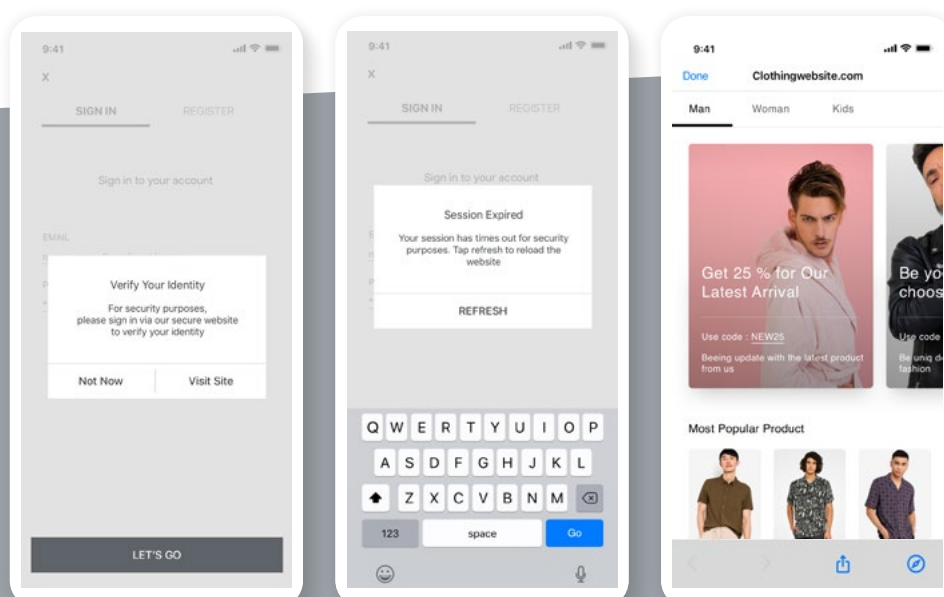 9:41
X
SIGN IN REGISTER
Sign in to your account
EMAIL
Verify Your Identity
For security purposes,
please sign in via our secure website
to verify your identity
Not Now Visit Site
LET'S GO
9:41
X
SIGN IN REGISTER
Sign in to your account
Session Expired
Your session has times out for security
purposes. Tap refresh to reload the
website
REFRESH
Q W E R T Y U I O P
A S D F G H J K L
Z X C V B N M
123 space Go
9:41
Done Clothingwebsite.com
Man Woman Kids
Get 25 % for Our
Latest Arrival
Use code : NEW25
Beeing update with the latest product
from us
Be yo
choos
Use code
Be uniq de
fashion
Most Popular Product